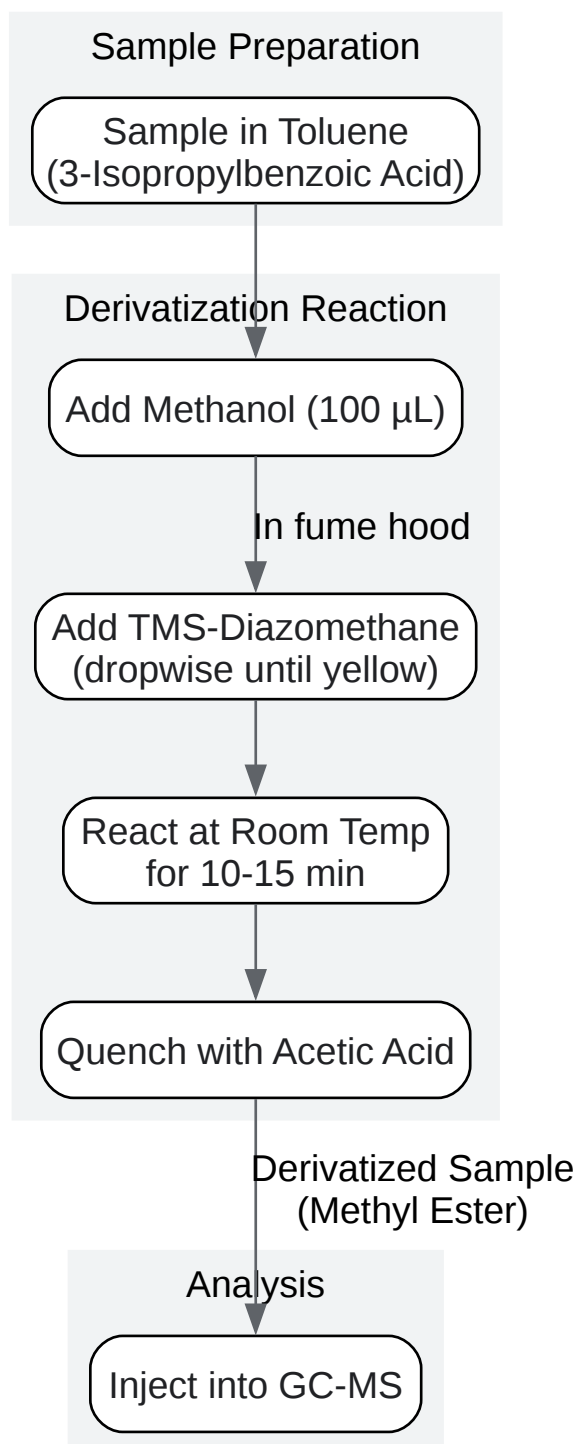 Sample Preparation
Sample in Toluene
(3-Isopropylbenzoic Acid)
Derivatization Reaction
Add Methanol (100 µL)
In fume hood
Add TMS-Diazomethane
(dropwise until yellow)
React at Room Temp
for 10-15 min
Quench with Acetic Acid
Derivatized Sample
(Methyl Ester)
Analysis
Inject into GC-MS